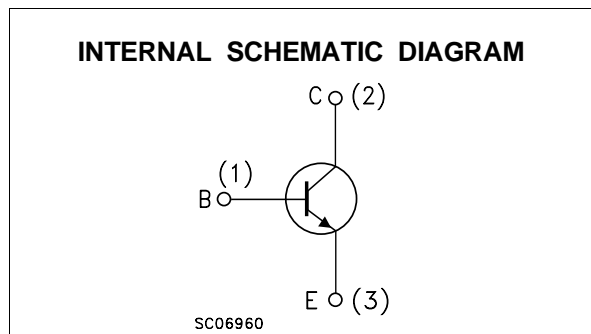 INTERNAL SCHEMATIC DIAGRAM
C (2)
(1)
B
E (3)
SC06960